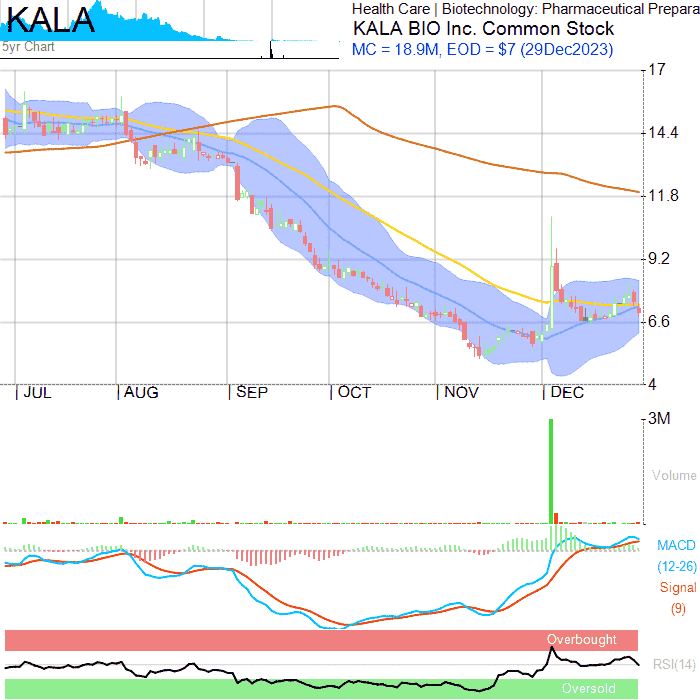 KALA
5yr Chart
Health Care | Biotechnology: Pharmaceutical Prepara
KALA BIO Inc. Common Stock
MC = 18.9M, EOD = $7 (29Dec2023)
17
14.4
11.8
9.2
6.6
4
| JUL | AUG | SEP | OCT | NOV | DEC
3M
Volume
MACD
(12-26)
Signal
(9)
Overbought
RSI(14)
Oversold